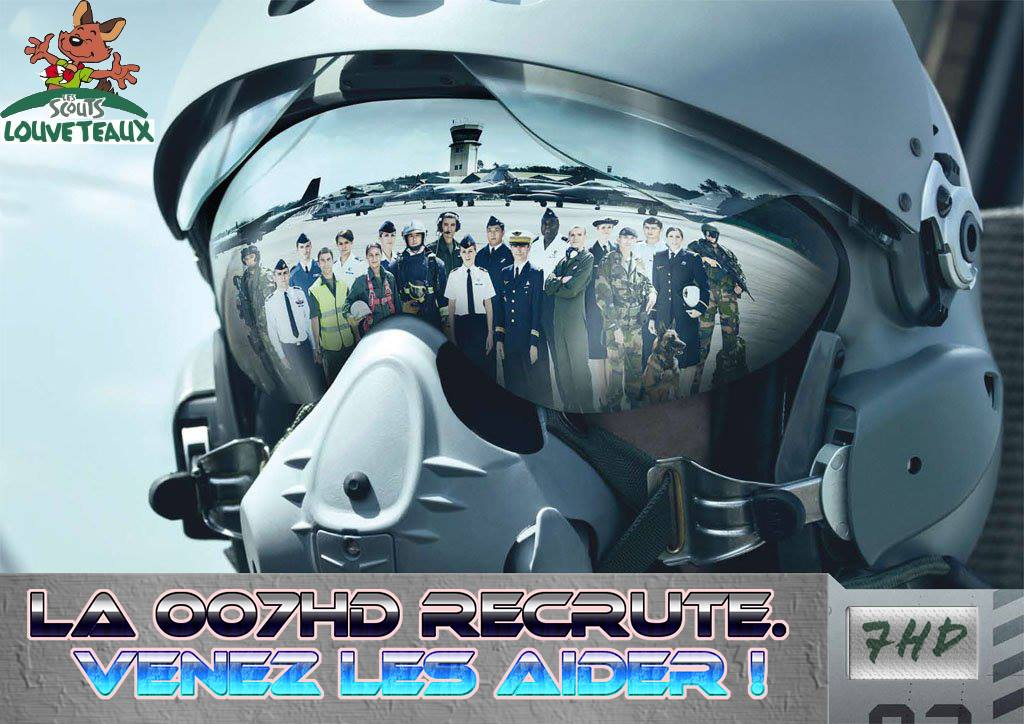 LES
SCOUTS
LOUVETEAUX
LA 007HD RECRUTE.
VENEZ LES AIDER !
7HD